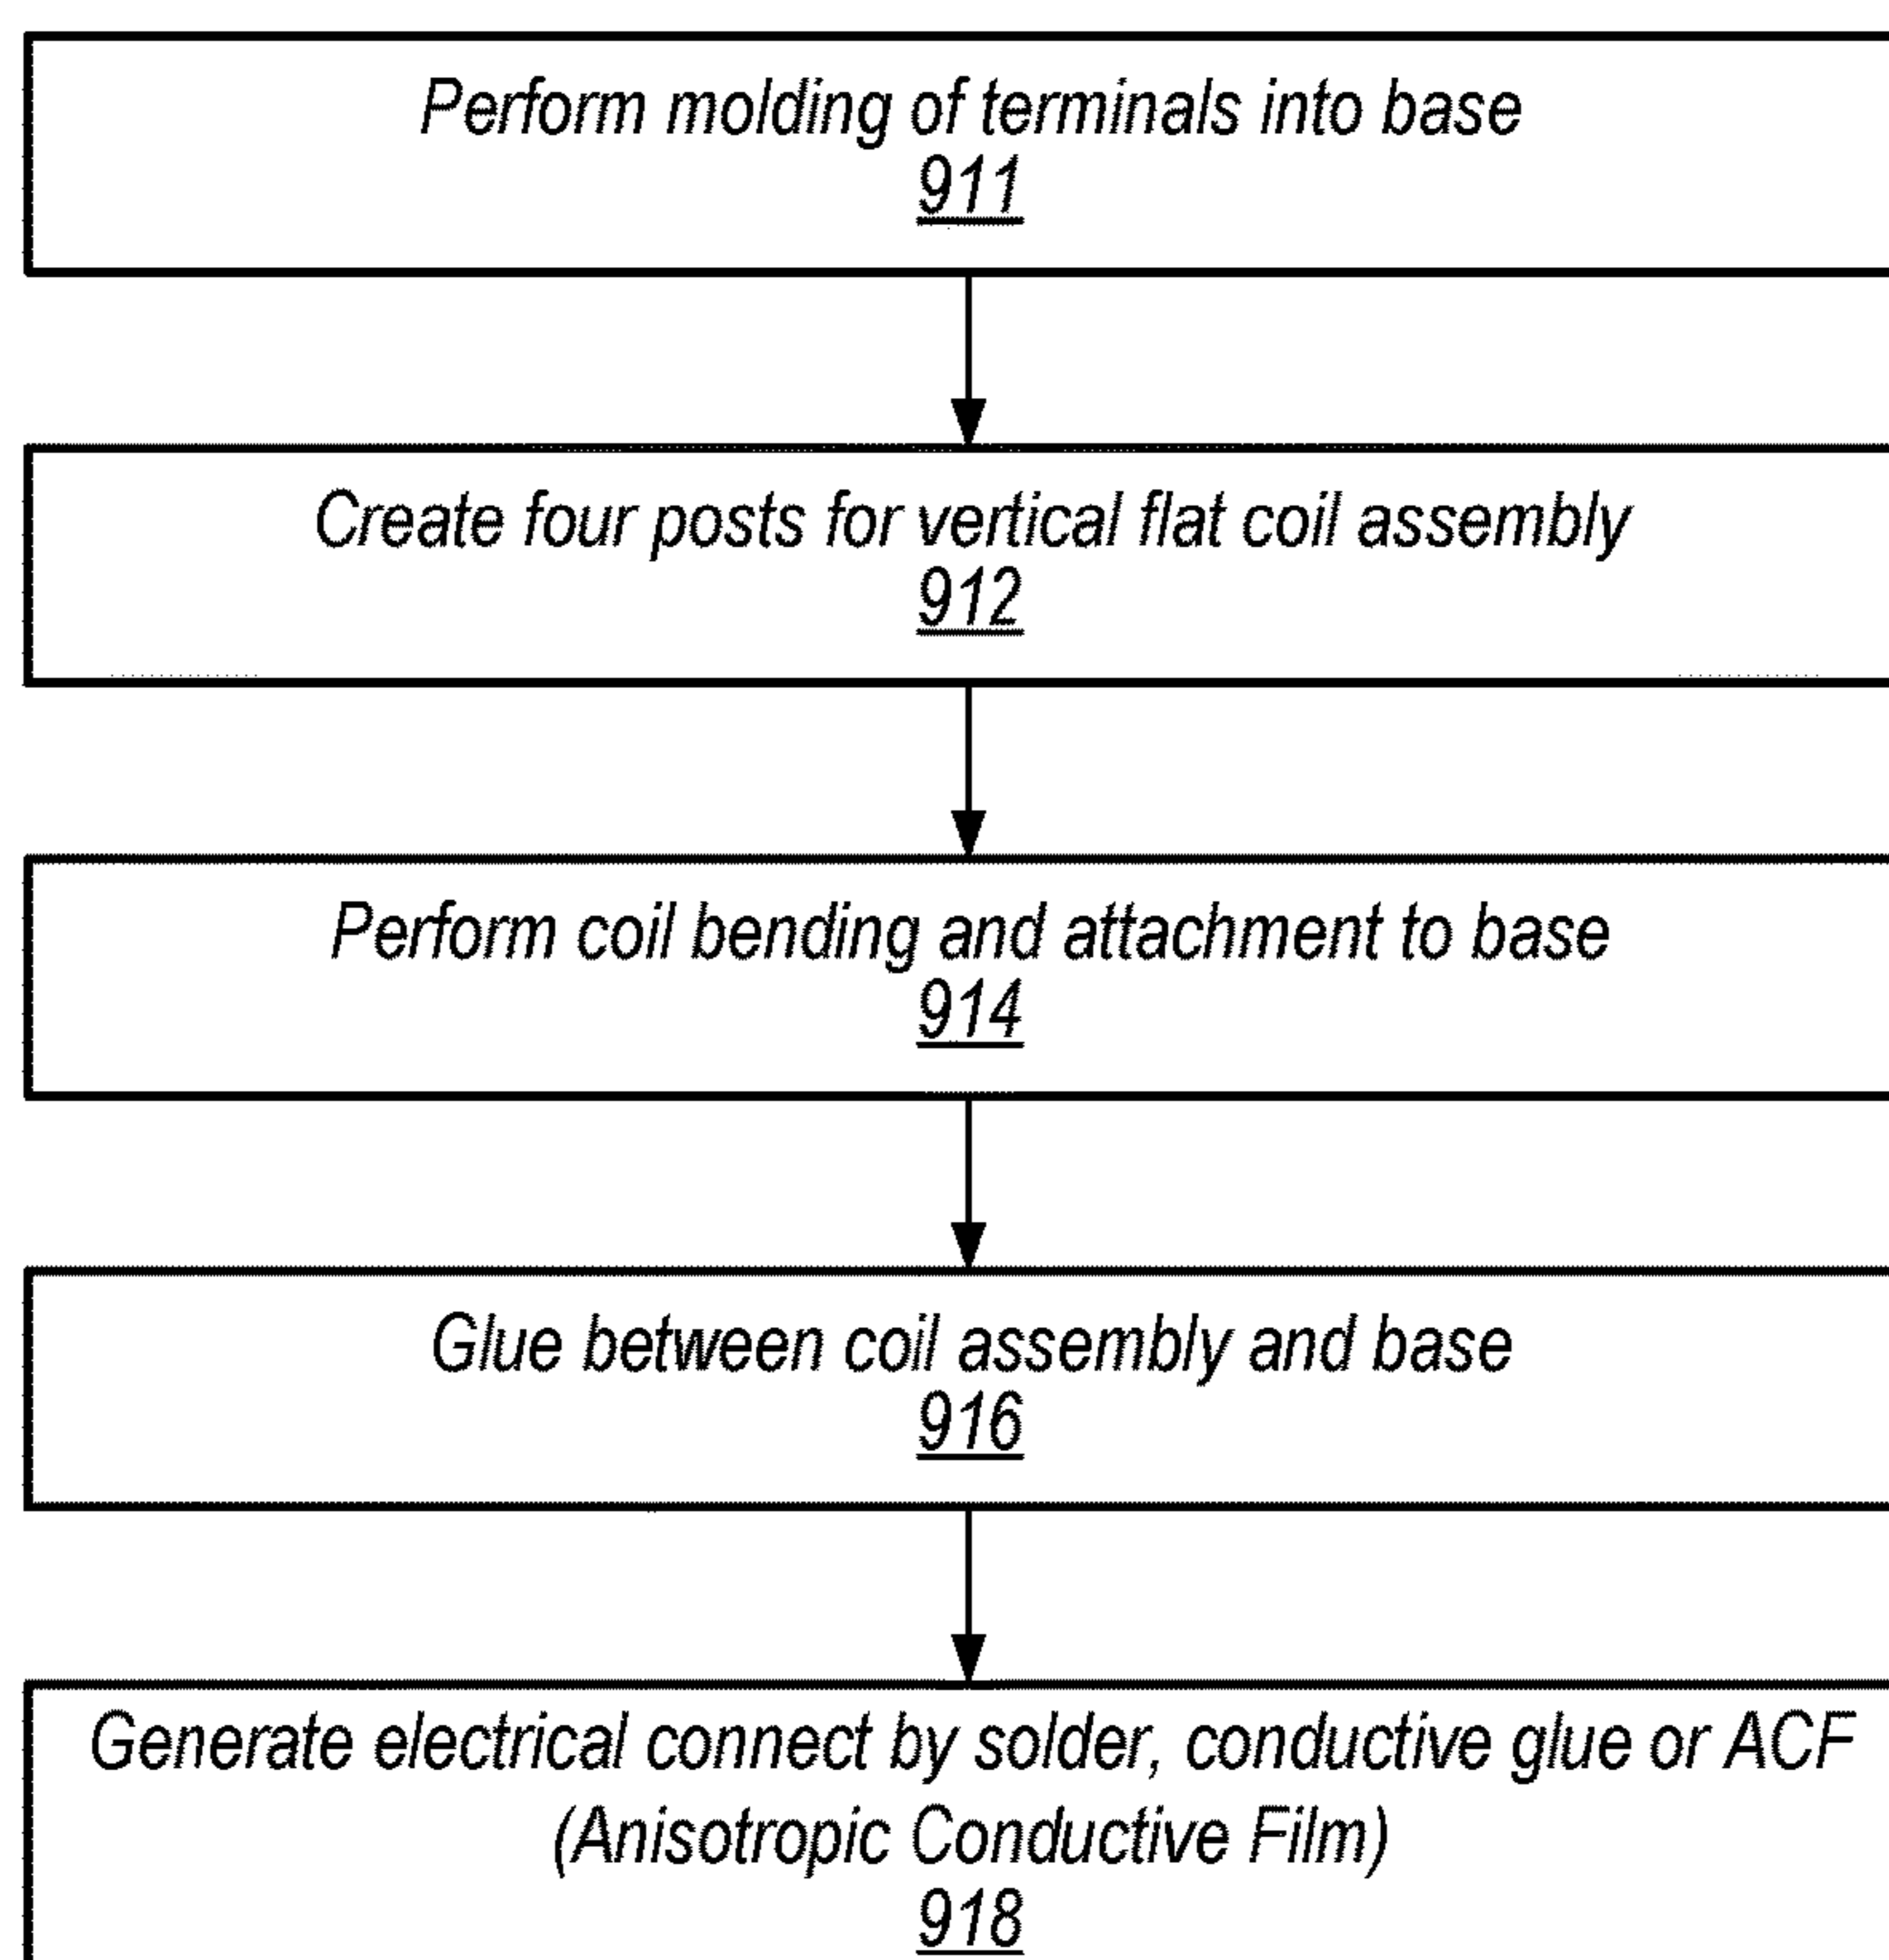 Perform molding of terminals into base
911
Create four posts for vertical flat coil assembly
912
Perform coil bending and attachment to base
914
Glue between coil assembly and base
916
Generate electrical connect by solder, conductive glue or ACF
(Anisotropic Conductive Film)
918